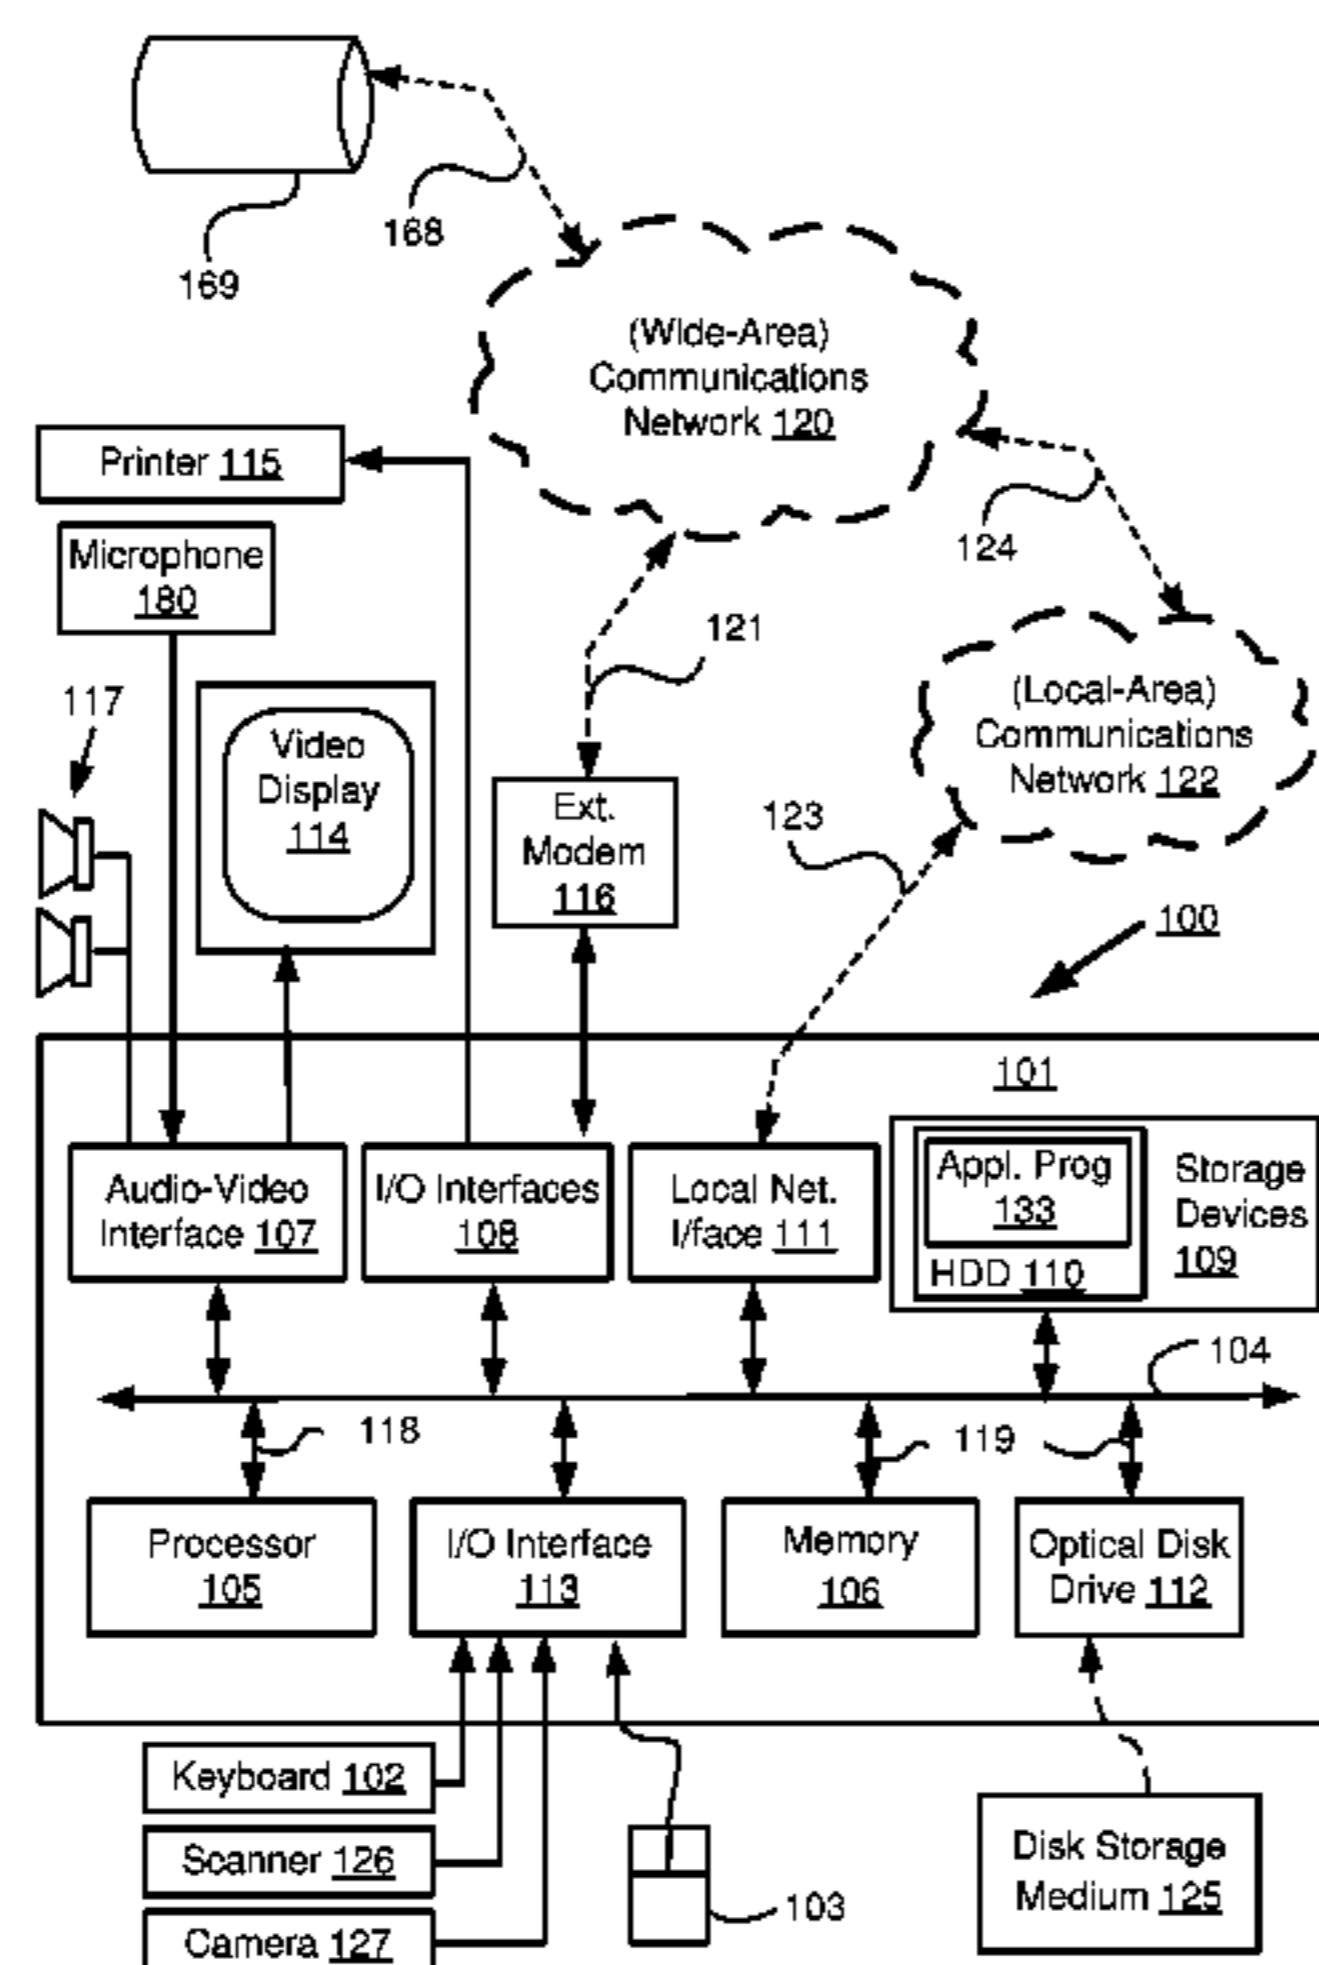 168
169
(Wide-Area)
Communications
Network 120
Printer 115
124
Microphone
180
121
117
(Local-Area)
Communications
Network 122
Video
Display
114
Ext.
Modem
116
123
100
101
Audio-Video
Interface 107
I/O Interfaces
108
Local Net.
I/face 111
Appl. Prog
133
HDD 110
Storage
Devices
109
104
118
119
Processor
105
I/O Interface
113
Memory
106
Optical Disk
Drive 112
Keyboard 102
Scanner 126
Camera 127
103
Disk Storage
Medium 125